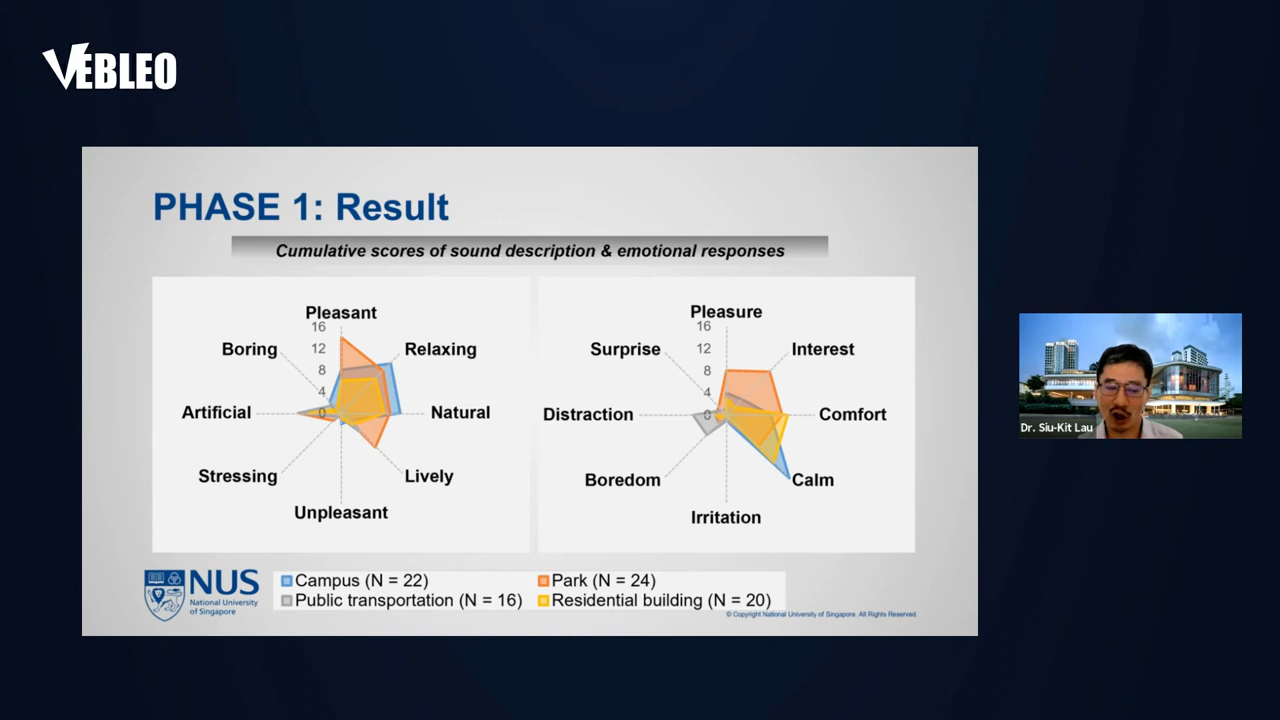 VEBLEO
PHASE 1: Result
Cumulative scores of sound description & emotional responses
Pleasant
16
12
8
4
0
Relaxing
Natural
Lively
Unpleasant
Stressing
Artificial
Boring
Pleasure
16
12
8
4
0
Interest
Comfort
Calm
Irritation
Boredom
Distraction
Surprise
NUS
National University
of Singapore
Campus (N = 22)
Park (N = 24)
Public transportation (N = 16)
Residential building (N = 20)
© Copyright National University of Singapore. All Rights Reserved.
Dr. Siu-Kit Lau